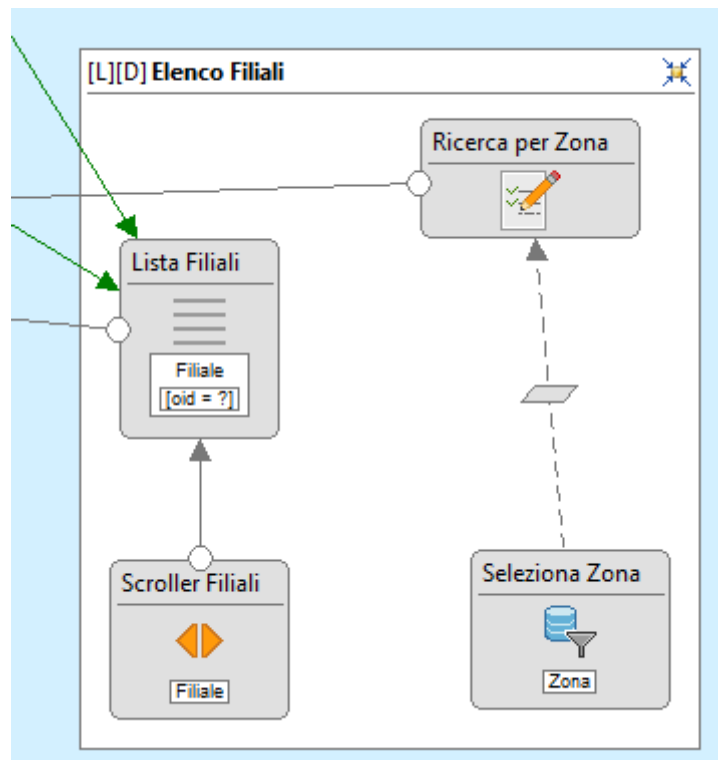 [L][D] Elenco Filiali
Ricerca per Zona
Lista Filiali
Filiale
[oid = ?]
Scroller Filiali
Filiale
Seleziona Zona
Zona